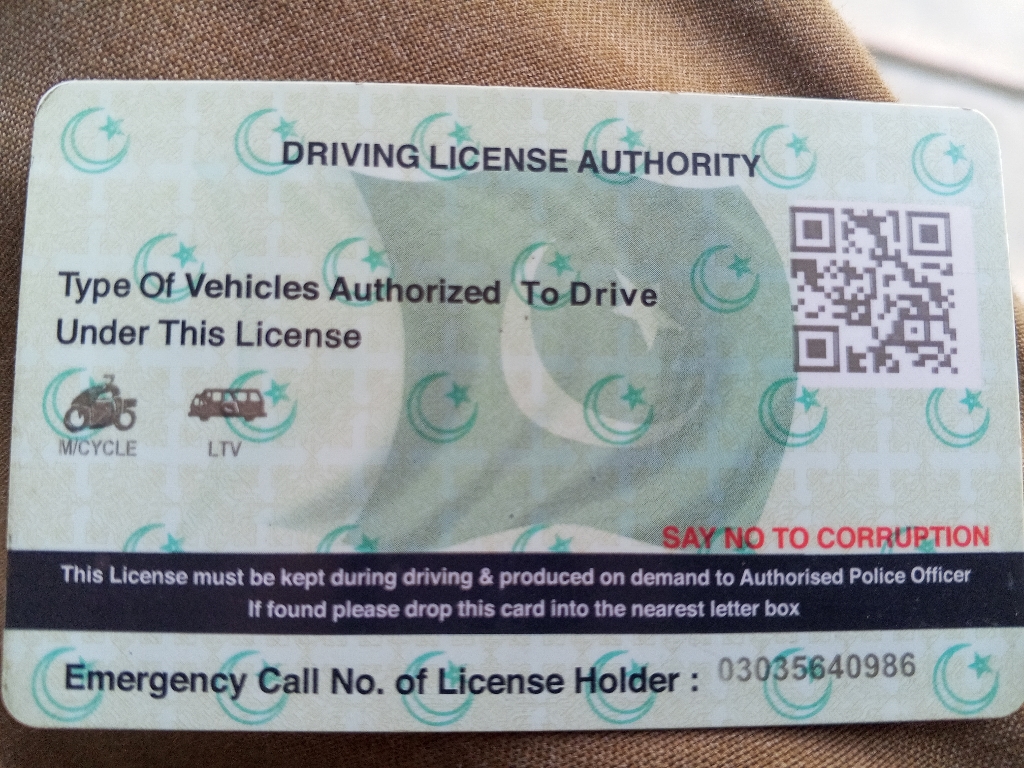 DRIVING LICENSE AUTHORITY
Type Of Vehicles Authorized To Drive
Under This License
M/CYCLE LTV
SAY NO TO CORRUPTION
This License must be kept during driving & produced on demand to Authorised Police Officer
If found please drop this card into the nearest letter box
Emergency Call No. of License Holder : 03035640986